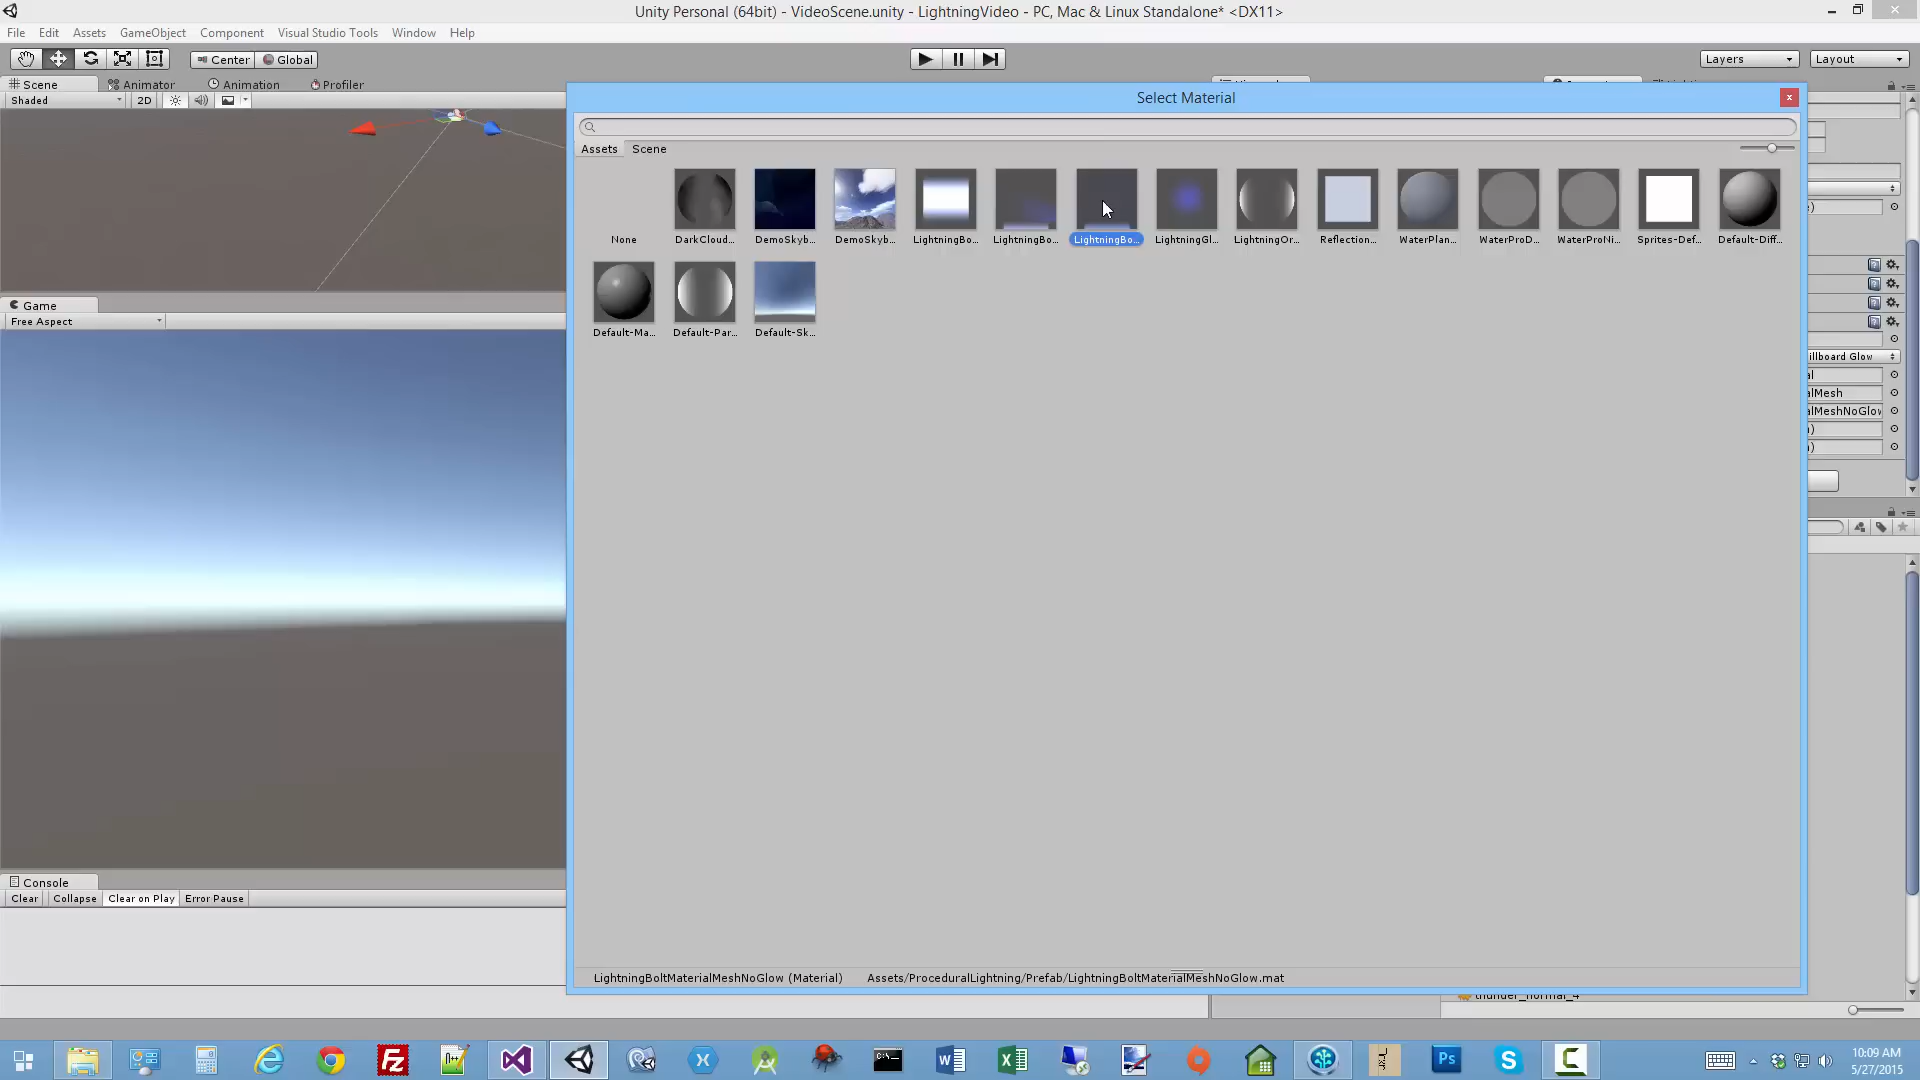 Unity Personal (64bit) - VideoScene.unity - LightningVideo - PC, Mac & Linux Standalone* <DX11>
File Edit Assets GameObject Component Visual Studio Tools Window Help
Center Global Layers Layout
Scene Animator Animation Profiler
Shaded 2D
Select Material
Assets Scene
None DarkCloud... DemoSkyb... DemoSkyb... LightningBo... LightningBo... LightningBo... LightningGl... LightningOr... Reflection... WaterPlan... WaterProD... WaterProNi... Sprites-Def... Default-Diff...
Default-Ma... Default-Par... Default-Sk...
Game
Free Aspect
illboard Glow
al
alMesh
alMeshNoGlow
Console
Clear Collapse Clear on Play Error Pause
LightningBoltMaterialMeshNoGlow (Material) Assets/ProceduralLightning/Prefab/LightningBoltMaterialMeshNoGlow.mat
thunder_normal_4
10:09 AM
5/27/2015